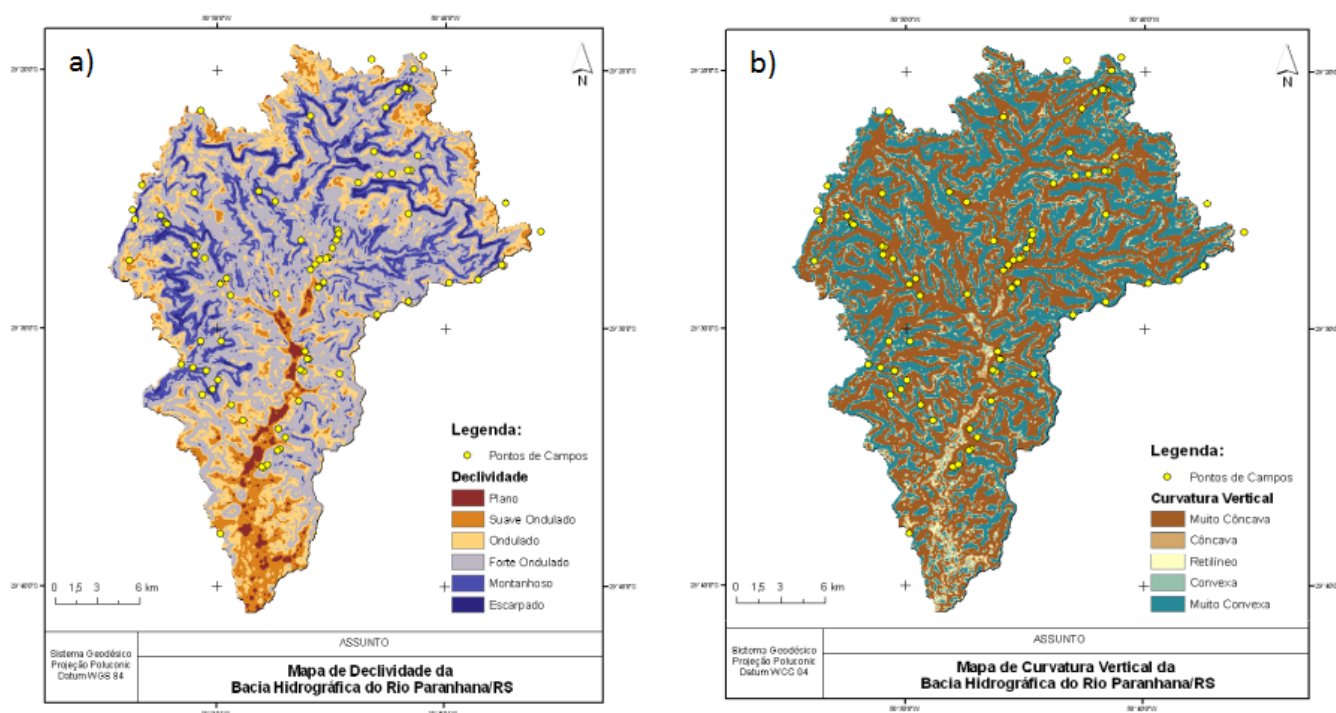 a)
N
Legenda:
Pontos de Campos
Declividade
Plano
Suave Ondulado
Ondulado
Forte Ondulado
Montanhoso
Escarpado
0 1,5 3 6 km
Sistema Geodésico
Projeção Poluconic
Datum WGS 84
ASSUNTO
Mapa de Declividade da
Bacia Hidrográfica do Rio Paranhana/RS
b)
N
Legenda:
Pontos de Campos
Curvatura Vertical
Muito Côncava
Côncava
Retilíneo
Convexa
Muito Convexa
0 1,5 3 6 km
Sistema Geodésico
Projeção Poluconic
ASSUNTO
Mapa de Curvatura Vertical da
Bacia Hidrográfica do Rio Paranhana/RS